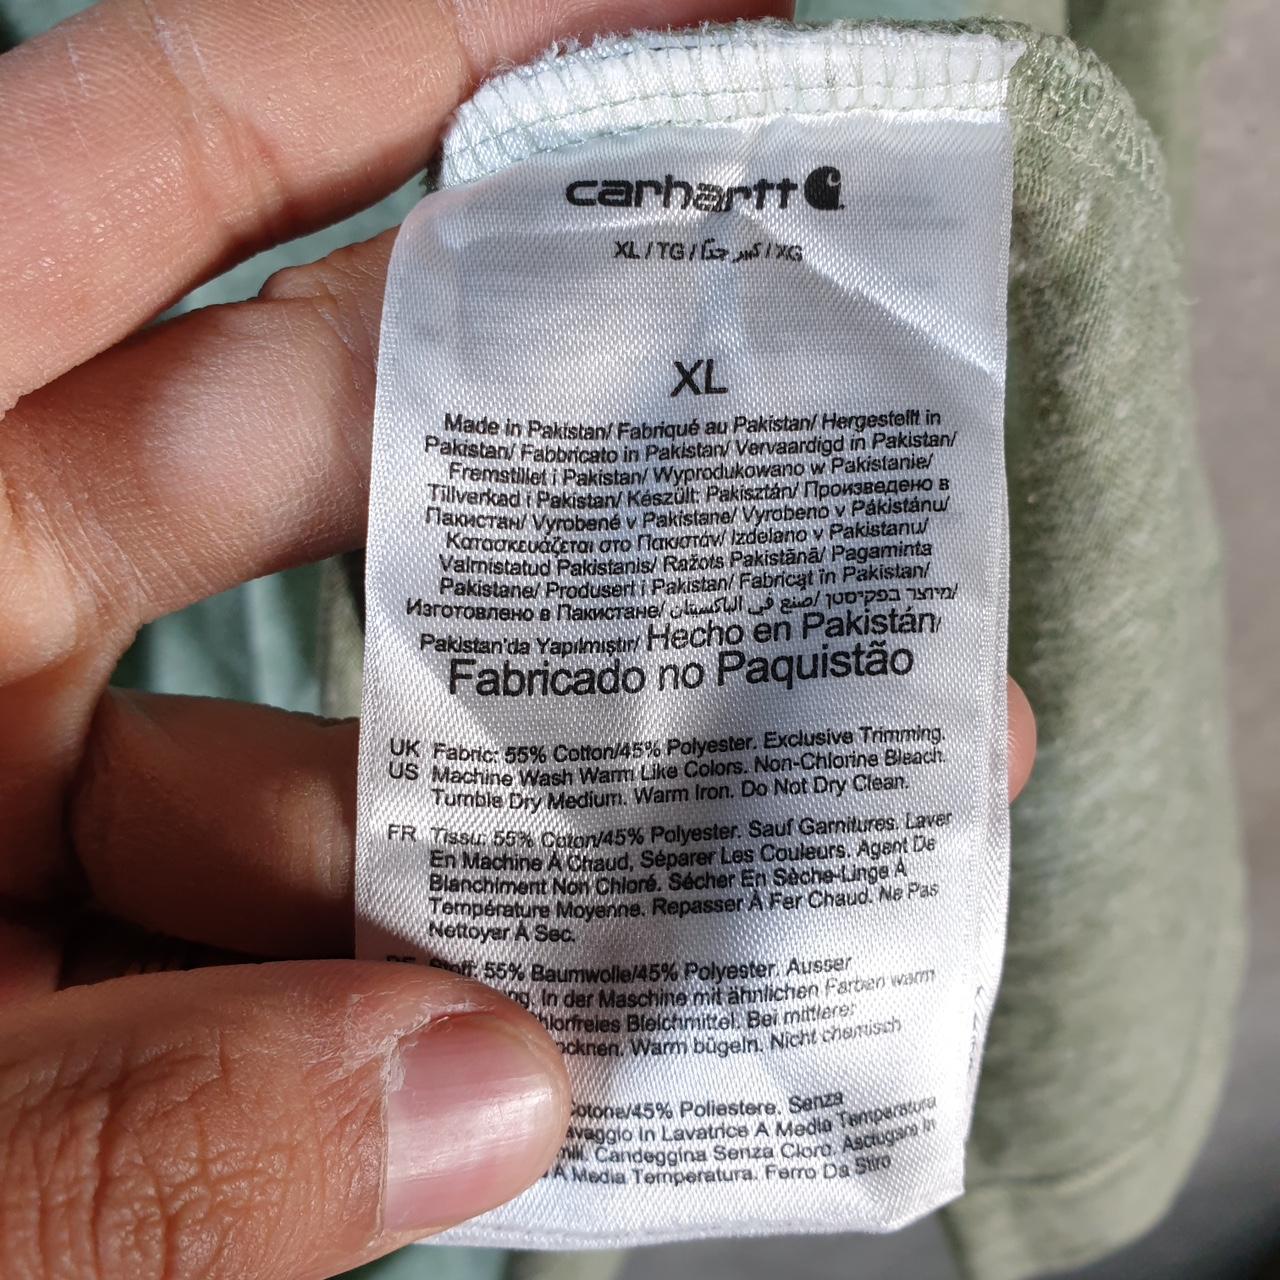 carhartt
XL / TG / كبير جدًا / XG
XL
Made in Pakistan/ Fabriqué au Pakistan/ Hergestellt in
Pakistan/ Fabbricato in Pakistan/ Vervaardigd in Pakistan/
Fremstillet i Pakistan/ Wyprodukowano w Pakistanie/
Tillverkad i Pakistan/ Készült: Pakisztán/ Произведено в
Пакистан/ Vyrobené v Pakistane/ Vyrobeno v Pákistánu/
Κατασκευάζεται στο Πακιστάν/ Izdelano v Pakistanu/
Valmistatud Pakistanis/ Ražots Pakistānā/ Pagaminta
Pakistane/ Produsert i Pakistan/ Fabricat în Pakistan/
Изготовлено в Пакистане/ صنع في الباكستان/ מיוצר בפקיסטן/
Pakistan'da Yapılmıştır/ Hecho en Pakistán/
Fabricado no Paquistão
UK Fabric: 55% Cotton/45% Polyester. Exclusive Trimming.
US Machine Wash Warm Like Colors. Non-Chlorine Bleach.
Tumble Dry Medium. Warm Iron. Do Not Dry Clean.
FR Tissu: 55% Coton/45% Polyester. Sauf Garnitures. Laver
En Machine À Chaud, Séparer Les Couleurs. Agent De
Blanchiment Non Chloré. Sécher En Sèche-Linge À
Température Moyenne. Repasser À Fer Chaud. Ne Pas
Nettoyer À Sec.
55% Baumwolle/45% Polyester. Ausser
In der Maschine mit ähnlichen Farben warm
Bleichmittel. Bei mittlerer:
Warm bügeln. Nicht chemisch
Poliestere. Senza
In Lavatrice A Media Temperatura
Candeggina Senza Cloro. Asciugare In
A Media Temperatura. Ferro Da Stiro